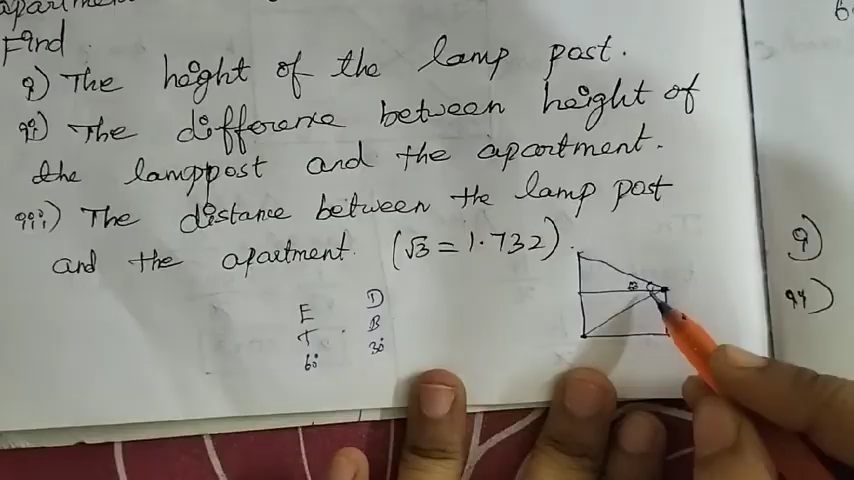 Find
i) The height of the lamp post.
ii) The difference between height of
the lamppost and the apartment.
iii) The distance between the lamp post
and the apartment. (√3 = 1.732).
E D
T B
60° 30°
i)